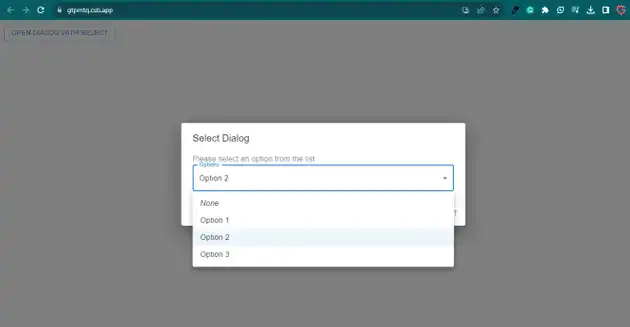 gtpmtq.csb.app
OPEN DIALOG WITH SELECT
Select Dialog
Please select an option from the list
Options
Option 2
None
Option 1
Option 2
Option 3